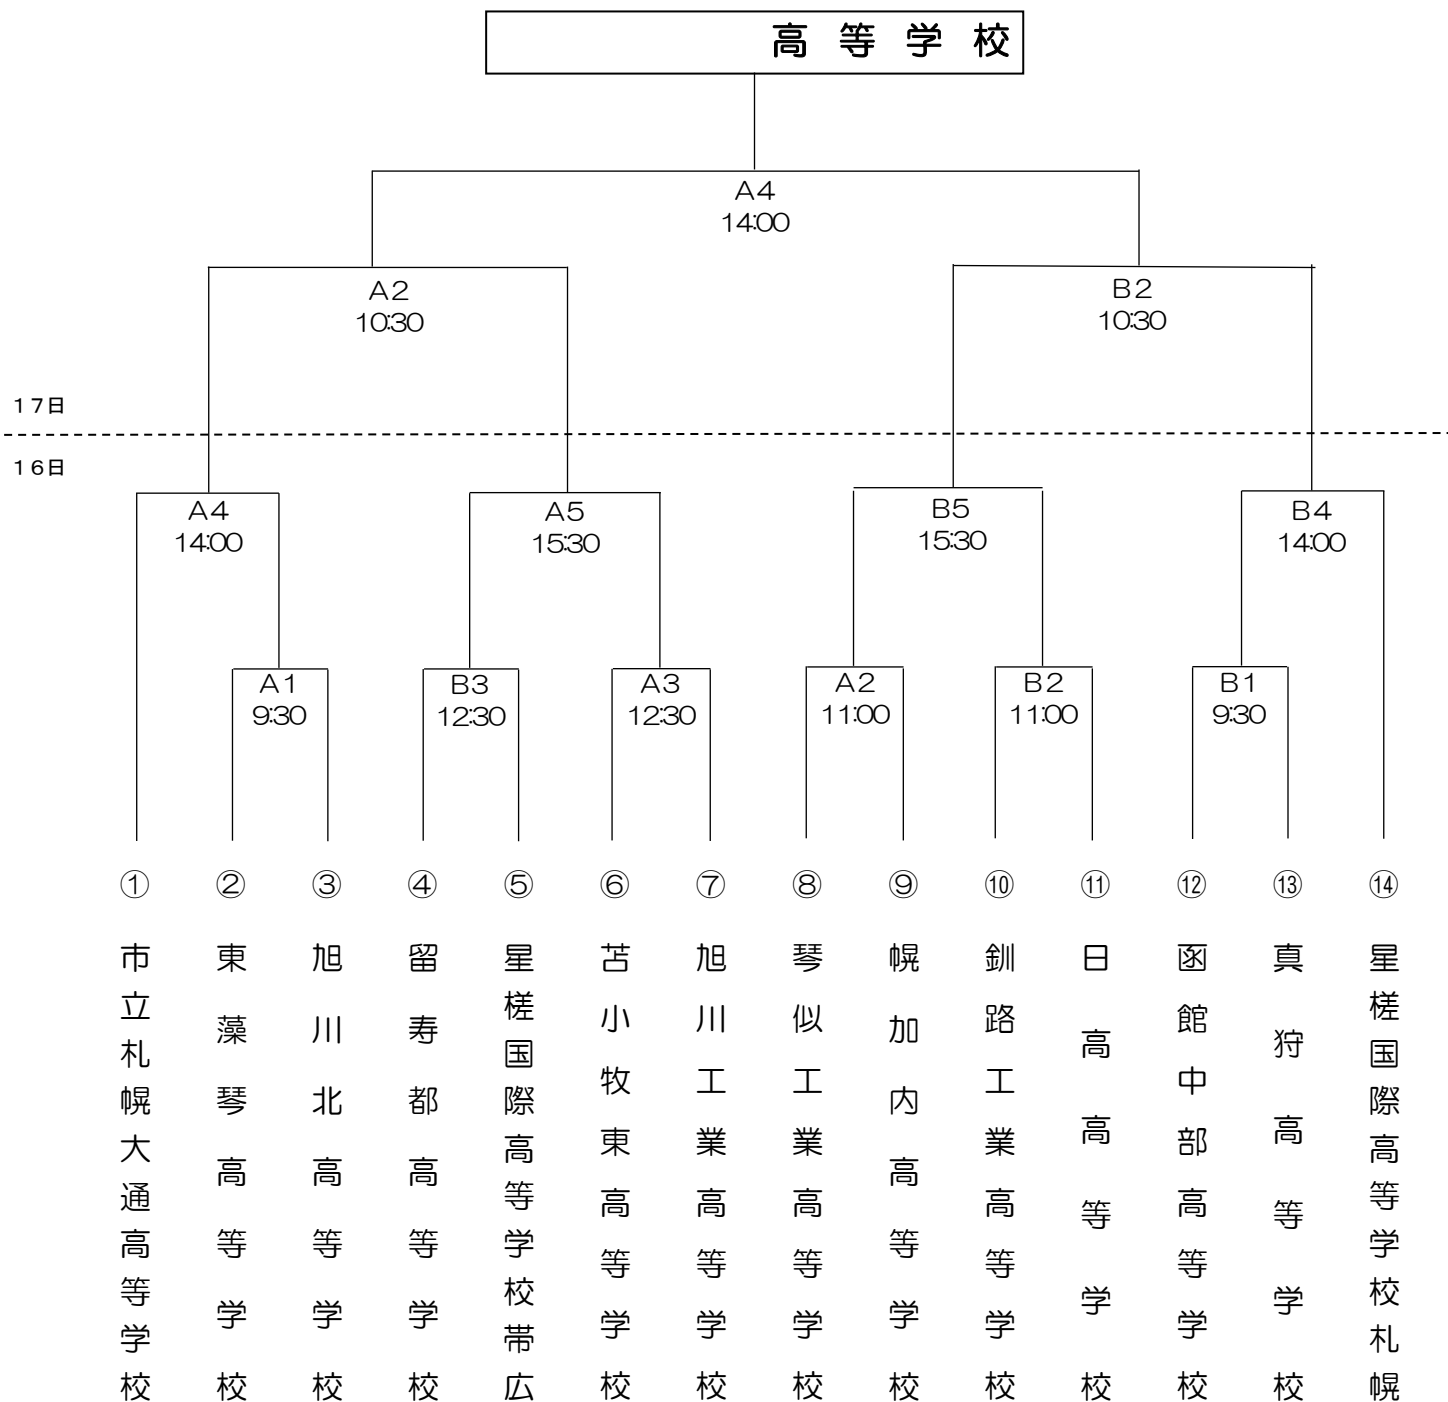 高等学校
A4
14:00
A2
10:30
B2
10:30
17日
16日
A4
14:00
A5
15:30
B5
15:30
B4
14:00
A1
9:30
B3
12:30
A3
12:30
A2
11:00
B2
11:00
B1
9:30
① 市立札幌大通高等学校
② 東藻琴高等学校
③ 旭川北高等学校
④ 留寿都高等学校
⑤ 星槎国際高等学校帯広
⑥ 苫小牧東高等学校
⑦ 旭川工業高等学校
⑧ 琴似工業高等学校
⑨ 幌加内高等学校
⑩ 釧路工業高等学校
⑪ 日高高等学校
⑫ 函館中部高等学校
⑬ 真狩高等学校
⑭ 星槎国際高等学校札幌